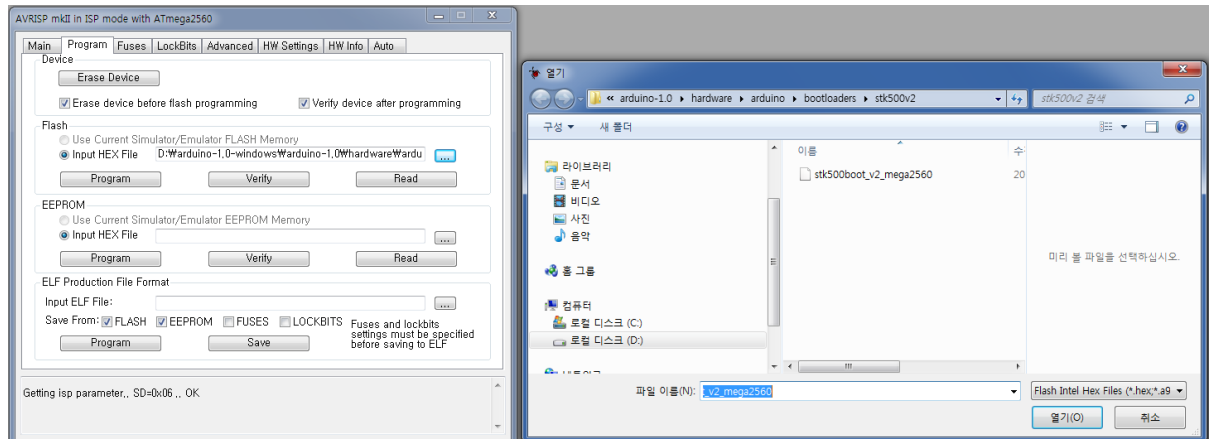 AVRISP mkII in ISP mode with ATmega2560
Main Program Fuses LockBits Advanced HW Settings HW Info Auto
Device
Erase Device
Erase device before flash programming Verify device after programming
Flash
Use Current Simulator/Emulator FLASH Memory
Input HEX File D:₩arduino-1.0-windows₩arduino-1.0₩hardware₩ardu ...
Program Verify Read
EEPROM
Use Current Simulator/Emulator EEPROM Memory
Input HEX File ...
Program Verify Read
ELF Production File Format
Input ELF File: ...
Save From: FLASH EEPROM FUSES LOCKBITS
Fuses and lockbits
settings must be specified
before saving to ELF
Program Save
Getting isp parameter,, SD=0x06 ,, OK
열기
« arduino-1.0 ▸ hardware ▸ arduino ▸ bootloaders ▸ stk500v2
stk500v2 검색
구성 새 폴더
이름
라이브러리
문서
비디오
사진
음악
홈 그룹
컴퓨터
로컬 디스크 (C:)
로컬 디스크 (D:)
stk500boot_v2_mega2560 20
미리 볼 파일을 선택하십시오.
파일 이름(N): _v2_mega2560 Flash Intel Hex Files (*.hex;*.a9
열기(O) 취소